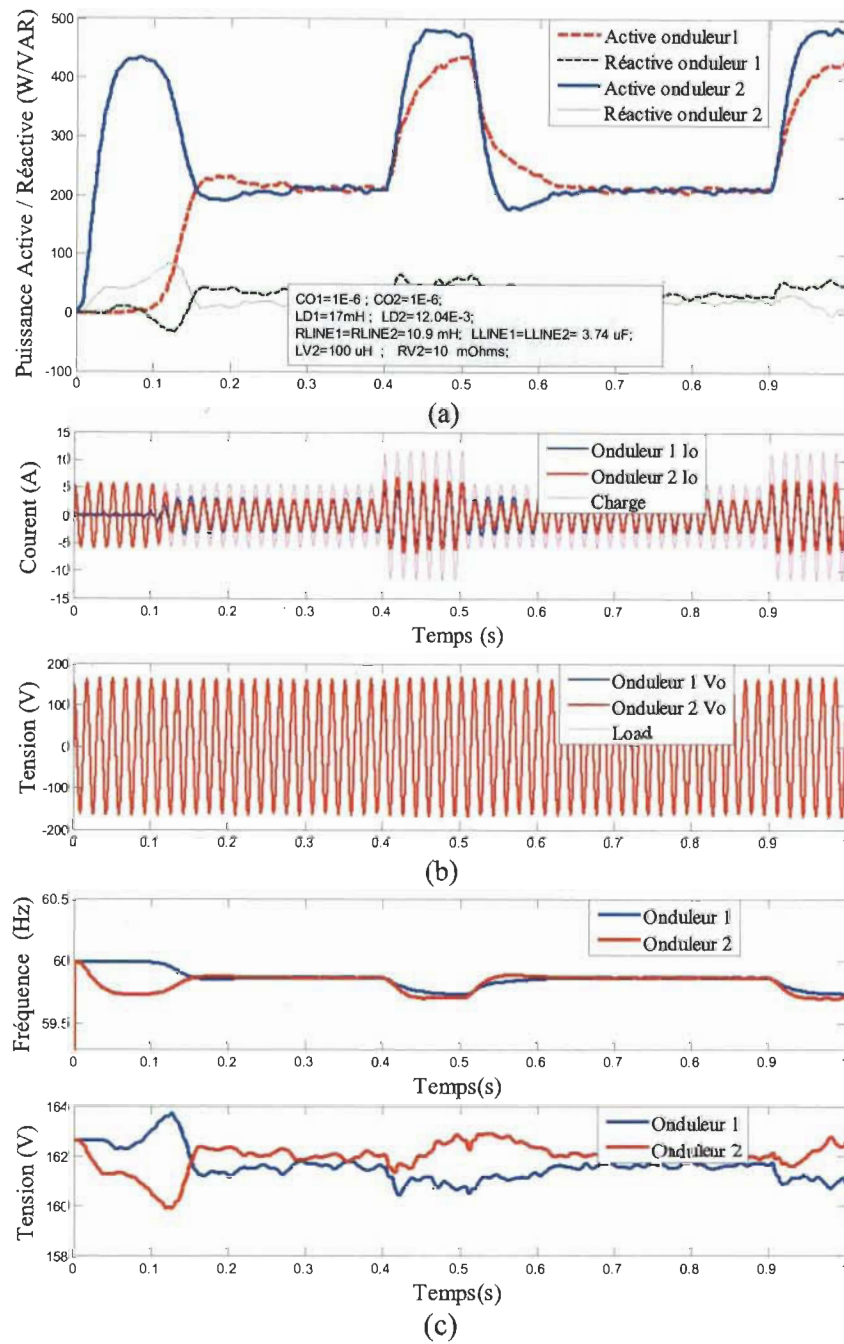 Puissance Active / Réactive (W/VAR)
500
400
300
200
100
0
-100
Active onduleur1
Réactive onduleur 1
Active onduleur 2
Réactive onduleur 2
CO1=1E-6 ; CO2=1E-6;
LD1=17mH ; LD2=12.04E-3;
RLINE1=RLINE2=10.9 mH; LLINE1=LLINE2= 3.74 uF;
LV2=100 uH ; RV2=10 mOhms;
0 0.1 0.2 0.3 0.4 0.5 0.6 0.7 0.8 0.9
(a)
Courent (A)
15
10
5
0
-5
-10
-15
Onduleur 1 Io
Onduleur 2 Io
Charge
0 0.1 0.2 0.3 0.4 0.5 0.6 0.7 0.8 0.9
Temps (s)
Tension (V)
200
100
0
-100
-200
Onduleur 1 Vo
Onduleur 2 Vo
Load
0 0.1 0.2 0.3 0.4 0.5 0.6 0.7 0.8 0.9
(b)
Fréquence (Hz)
60.5
60
59.5
Onduleur 1
Onduleur 2
0 0.1 0.2 0.3 0.4 0.5 0.6 0.7 0.8 0.9
Temps(s)
Tension (V)
164
162
160
158
Onduleur 1
Onduleur 2
0 0.1 0.2 0.3 0.4 0.5 0.6 0.7 0.8 0.9
Temps(s)
(c)